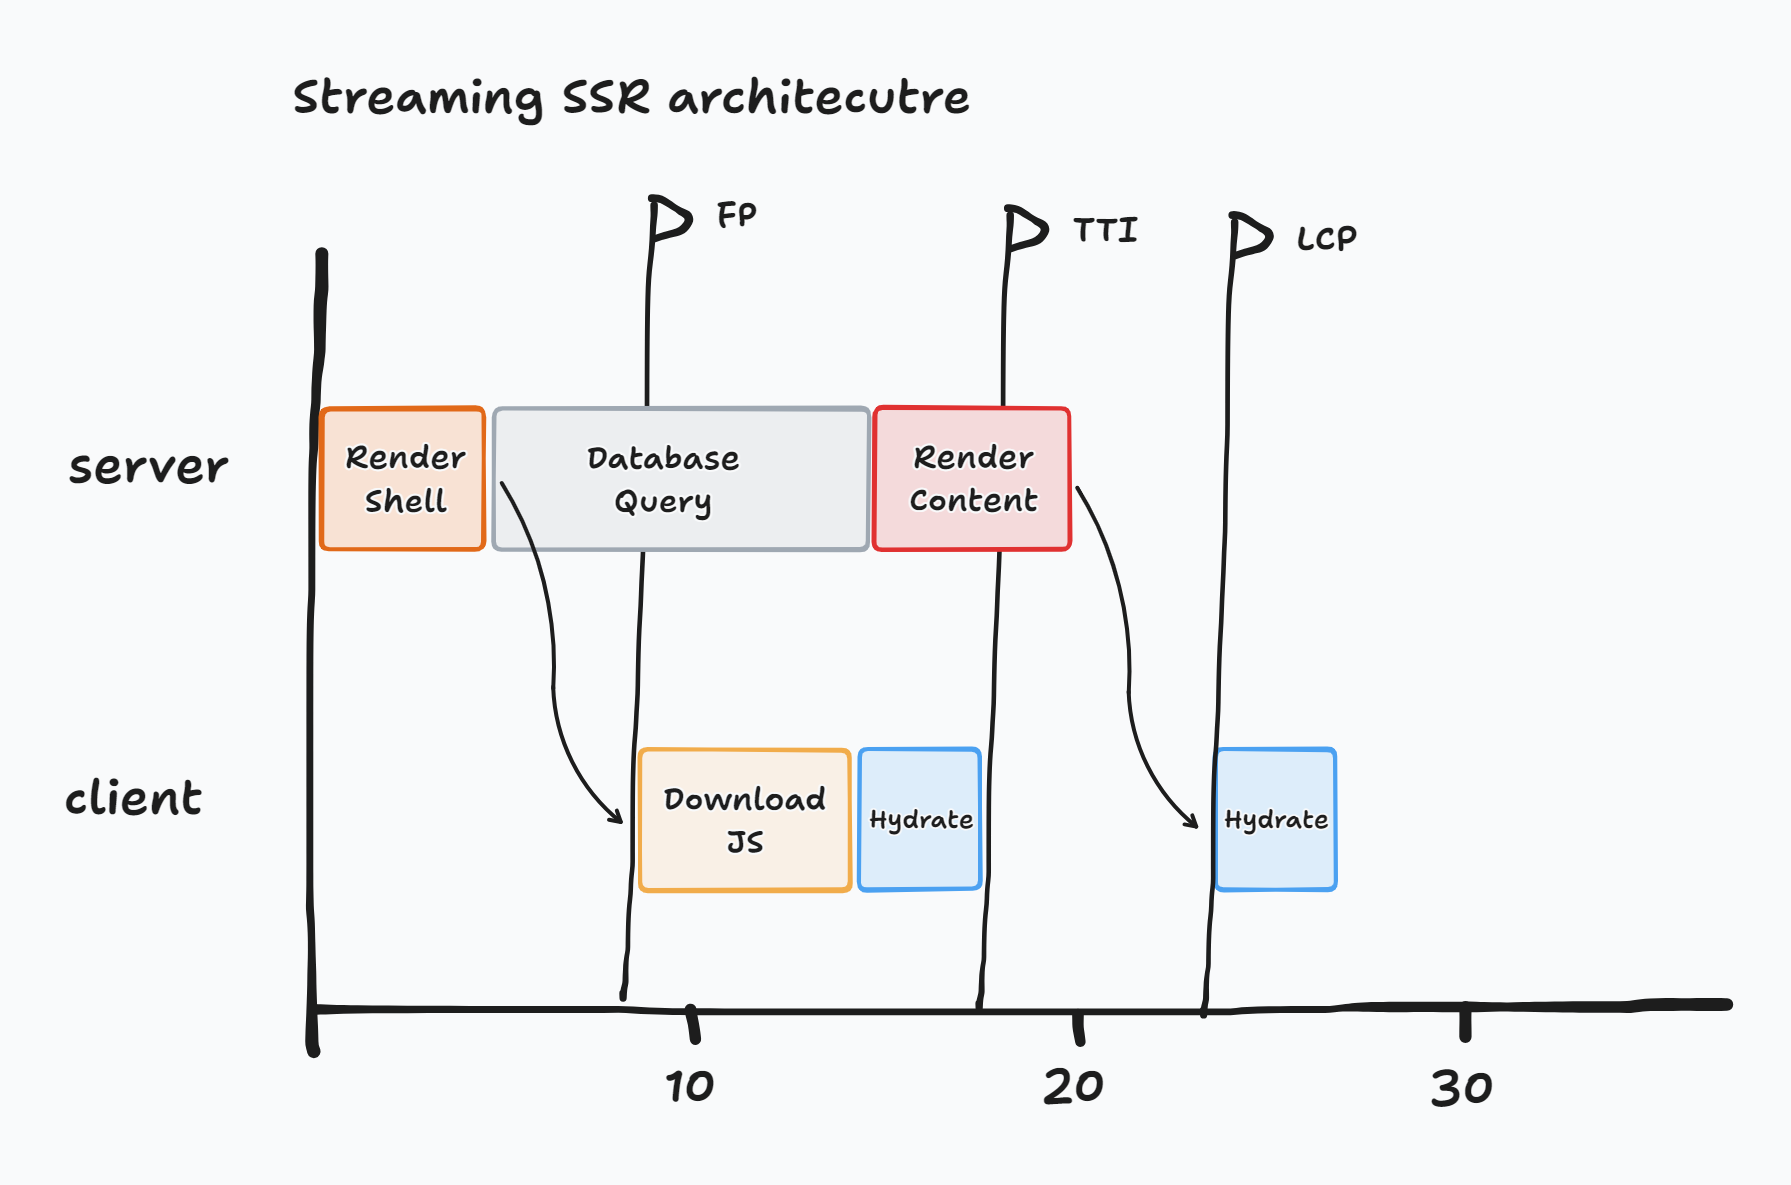 Streaming SSR architecutre
FP
TTI
LCP
server
Render
Shell
Database
Query
Render
Content
client
Download
JS
Hydrate
Hydrate
10
20
30